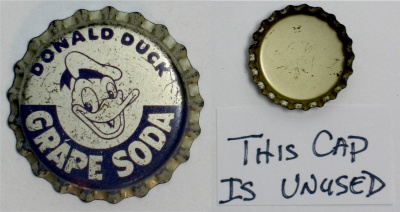 DONALD DUCK
GRAPE SODA
THIS CAP
IS UNUSED